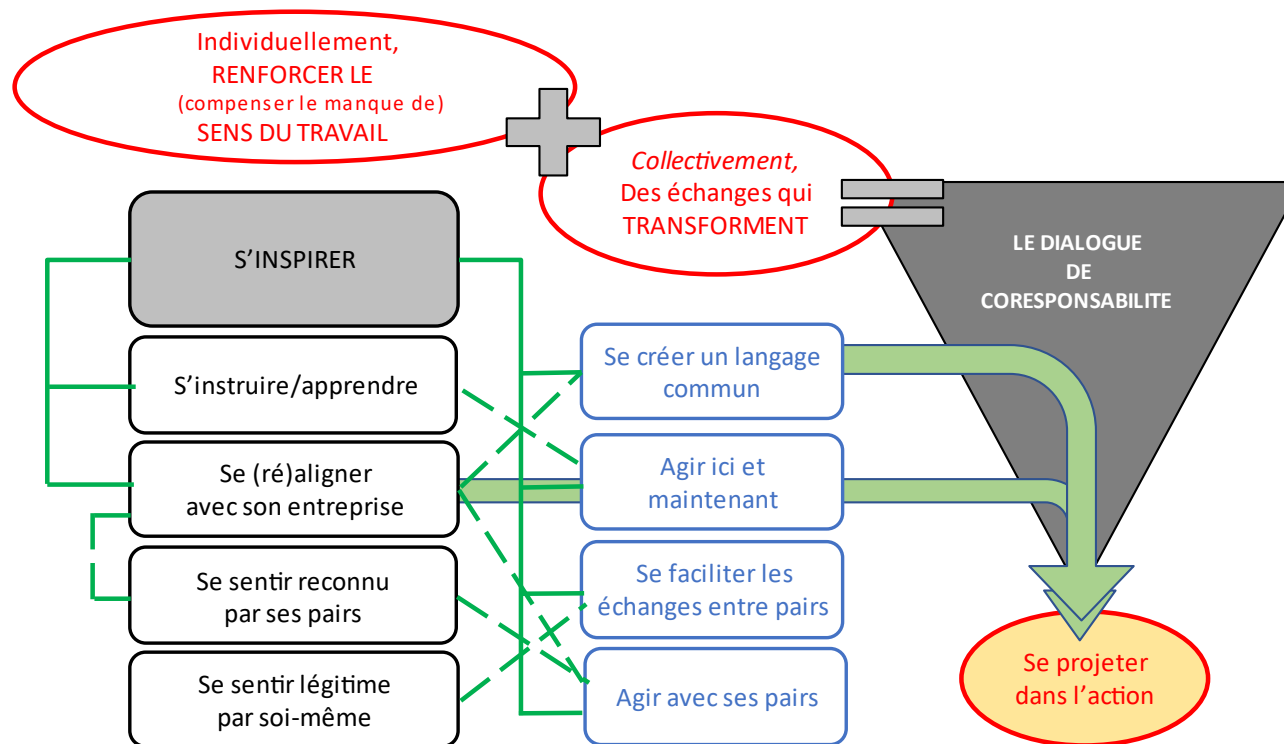 Individuellement,
RENFORCER LE
(compenser le manque de)
SENS DU TRAVAIL
Collectivement,
Des échanges qui
TRANSFORMENT
LE DIALOGUE
DE
CORESPONSABILITE
S'INSPIRER
S'instruire/apprendre
Se (ré)aligner
avec son entreprise
Se sentir reconnu
par ses pairs
Se sentir légitime
par soi-même
Se créer un langage
commun
Agir ici et
maintenant
Se faciliter les
échanges entre pairs
Agir avec ses pairs
Se projeter
dans l'action